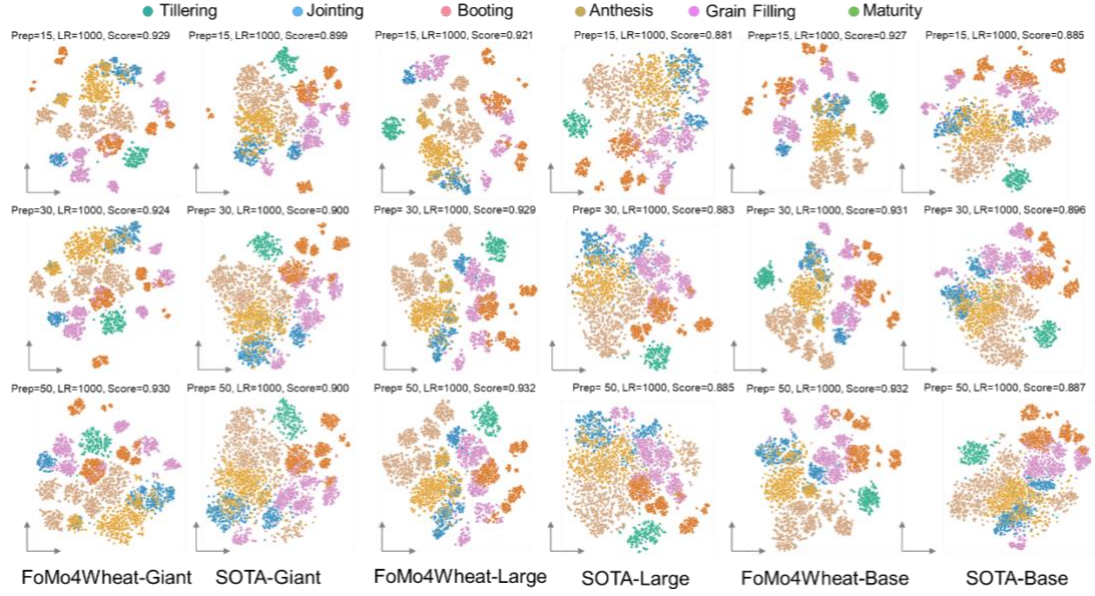 Tillering Jointing Booting Anthesis Grain Filling Maturity
Prep=15, LR=1000, Score=0.929 Prep=15, LR=1000, Score=0.899 Prep=15, LR=1000, Score=0.921 Prep=15, LR=1000, Score=0.881 Prep=15, LR=1000, Score=0.927 Prep=15, LR=1000, Score=0.885
Prep=30, LR=1000, Score=0.924 Prep= 30, LR=1000, Score=0.900 Prep= 30, LR=1000, Score=0.929 Prep= 30, LR=1000, Score=0.883 Prep= 30, LR=1000, Score=0.931 Prep= 30, LR=1000, Score=0.896
Prep=50, LR=1000, Score=0.930 Prep= 50, LR=1000, Score=0.900 Prep= 50, LR=1000, Score=0.932 Prep= 50, LR=1000, Score=0.885 Prep= 50, LR=1000, Score=0.932 Prep= 50, LR=1000, Score=0.887
FoMo4Wheat-Giant SOTA-Giant FoMo4Wheat-Large SOTA-Large FoMo4Wheat-Base SOTA-Base